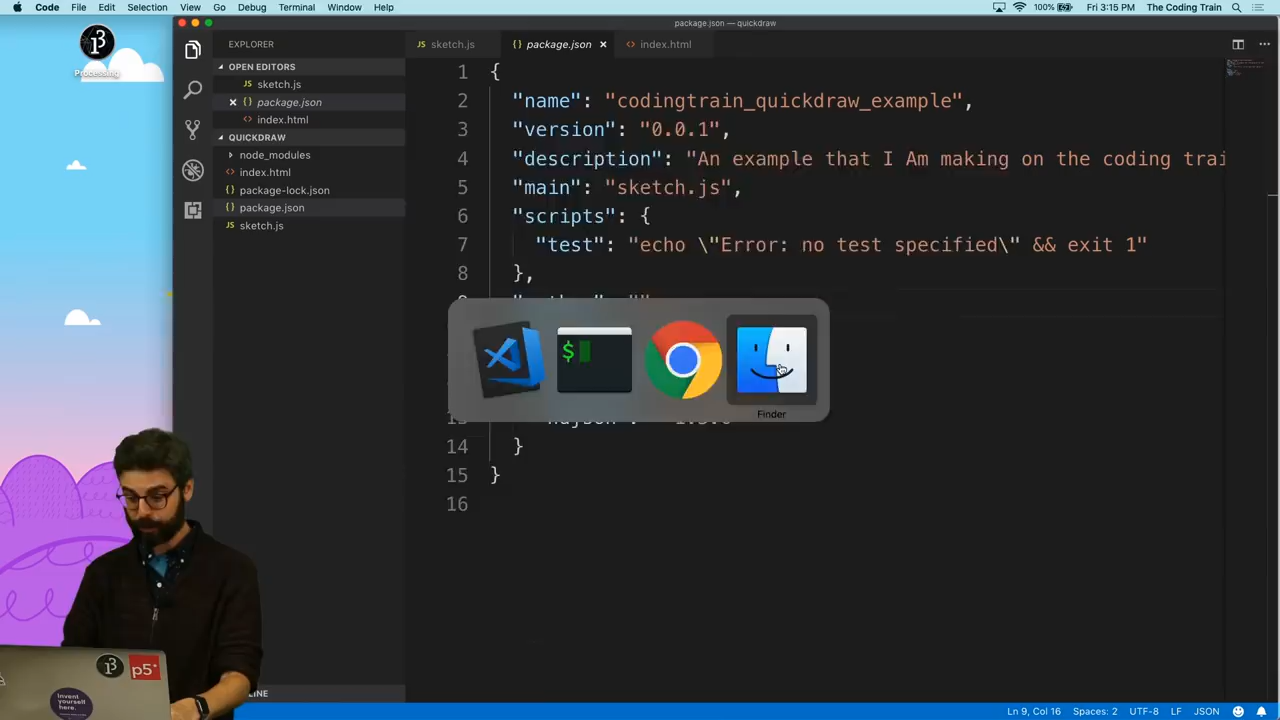 Code File Edit Selection View Go Debug Terminal Window Help
100% Fri 3:15 PM The Coding Train
package.json — quickdraw
Processing
EXPLORER
OPEN EDITORS
sketch.js
package.json
index.html
QUICKDRAW
node_modules
index.html
package-lock.json
package.json
sketch.js
sketch.js package.json index.html
1 {
2 "name": "codingtrain_quickdraw_example",
3 "version": "0.0.1",
4 "description": "An example that I Am making on the coding trai
5 "main": "sketch.js",
6 "scripts": {
7 "test": "echo \"Error: no test specified\" && exit 1"
8 },
$
Finder
14 }
15 }
16
p5*
Invent
yourself
here.
Ln 9, Col 16 Spaces: 2 UTF-8 LF JSON